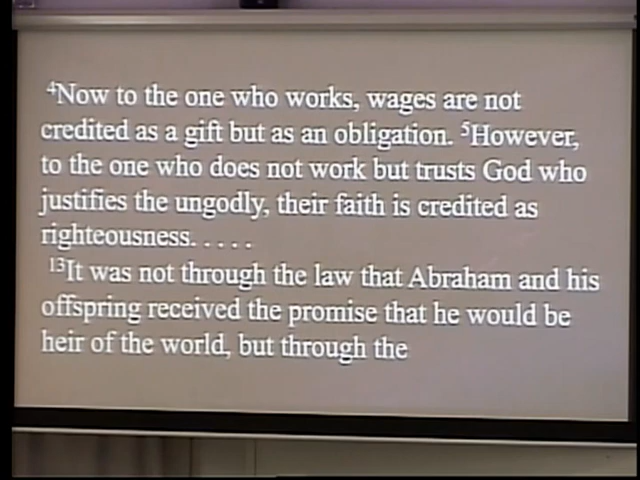 ⁴Now to the one who works, wages are not
credited as a gift but as an obligation. ⁵However,
to the one who does not work but trusts God who
justifies the ungodly, their faith is credited as
righteousness. . . . .
¹³It was not through the law that Abraham and his
offspring received the promise that he would be
heir of the world, but through the